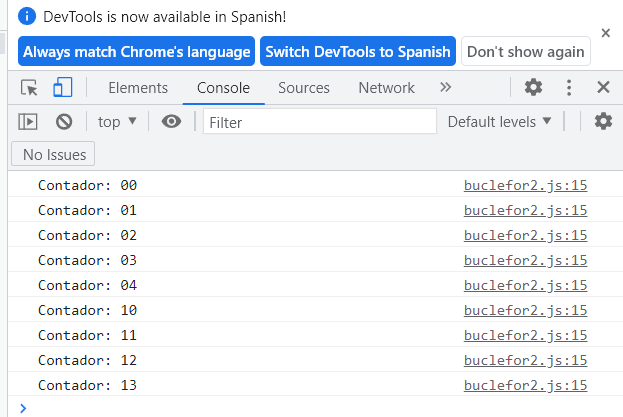 DevTools is now available in Spanish!
Always match Chrome's language Switch DevTools to Spanish Don't show again
Elements Console Sources Network
top Filter Default levels
No Issues
Contador: 00 buclefor2.js:15
Contador: 01 buclefor2.js:15
Contador: 02 buclefor2.js:15
Contador: 03 buclefor2.js:15
Contador: 04 buclefor2.js:15
Contador: 10 buclefor2.js:15
Contador: 11 buclefor2.js:15
Contador: 12 buclefor2.js:15
Contador: 13 buclefor2.js:15